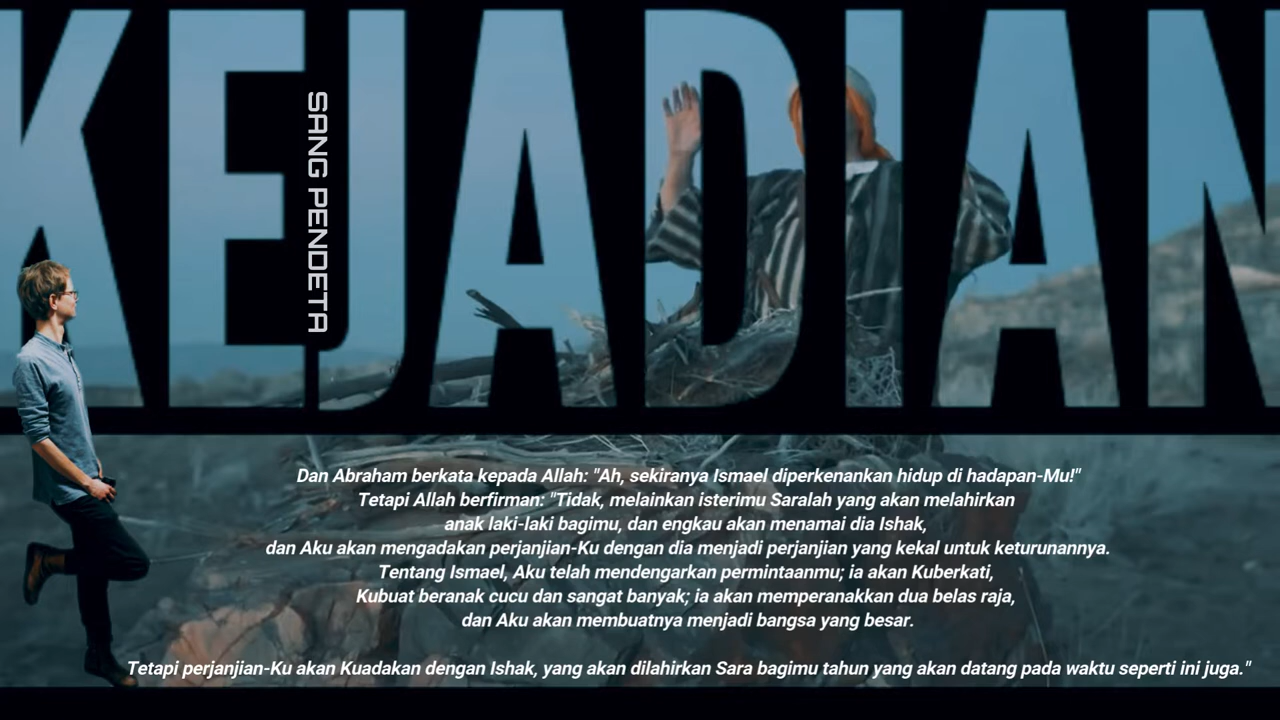 KEJADIAN
SANG PENDETA
Dan Abraham berkata kepada Allah: "Ah, sekiranya Ismael diperkenankan hidup di hadapan-Mu!"
Tetapi Allah berfirman: "Tidak, melainkan isterimu Saralah yang akan melahirkan
anak laki-laki bagimu, dan engkau akan menamai dia Ishak,
dan Aku akan mengadakan perjanjian-Ku dengan dia menjadi perjanjian yang kekal untuk keturunannya.
Tentang Ismael, Aku telah mendengarkan permintaanmu; ia akan Kuberkati,
Kubuat beranak cucu dan sangat banyak; ia akan memperanakkan dua belas raja,
dan Aku akan membuatnya menjadi bangsa yang besar.
Tetapi perjanjian-Ku akan Kuadakan dengan Ishak, yang akan dilahirkan Sara bagimu tahun yang akan datang pada waktu seperti ini juga."